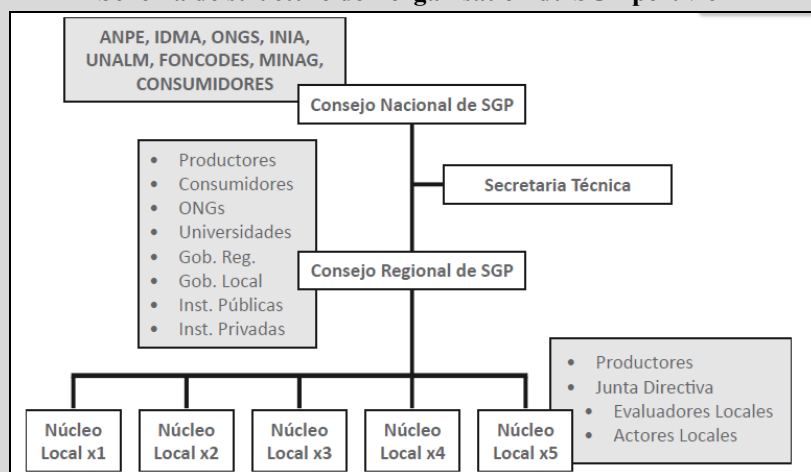 ANPE, IDMA, ONGS, INIA,
UNALM, FONCODES, MINAG,
CONSUMIDORES
Consejo Nacional de SGP
• Productores
• Consumidores
• ONGs
• Universidades
• Gob. Reg.
• Gob. Local
• Inst. Públicas
• Inst. Privadas
Secretaria Técnica
Consejo Regional de SGP
• Productores
• Junta Directiva
• Evaluadores Locales
• Actores Locales
Núcleo
Local x1
Núcleo
Local x2
Núcleo
Local x3
Núcleo
Local x4
Núcleo
Local x5